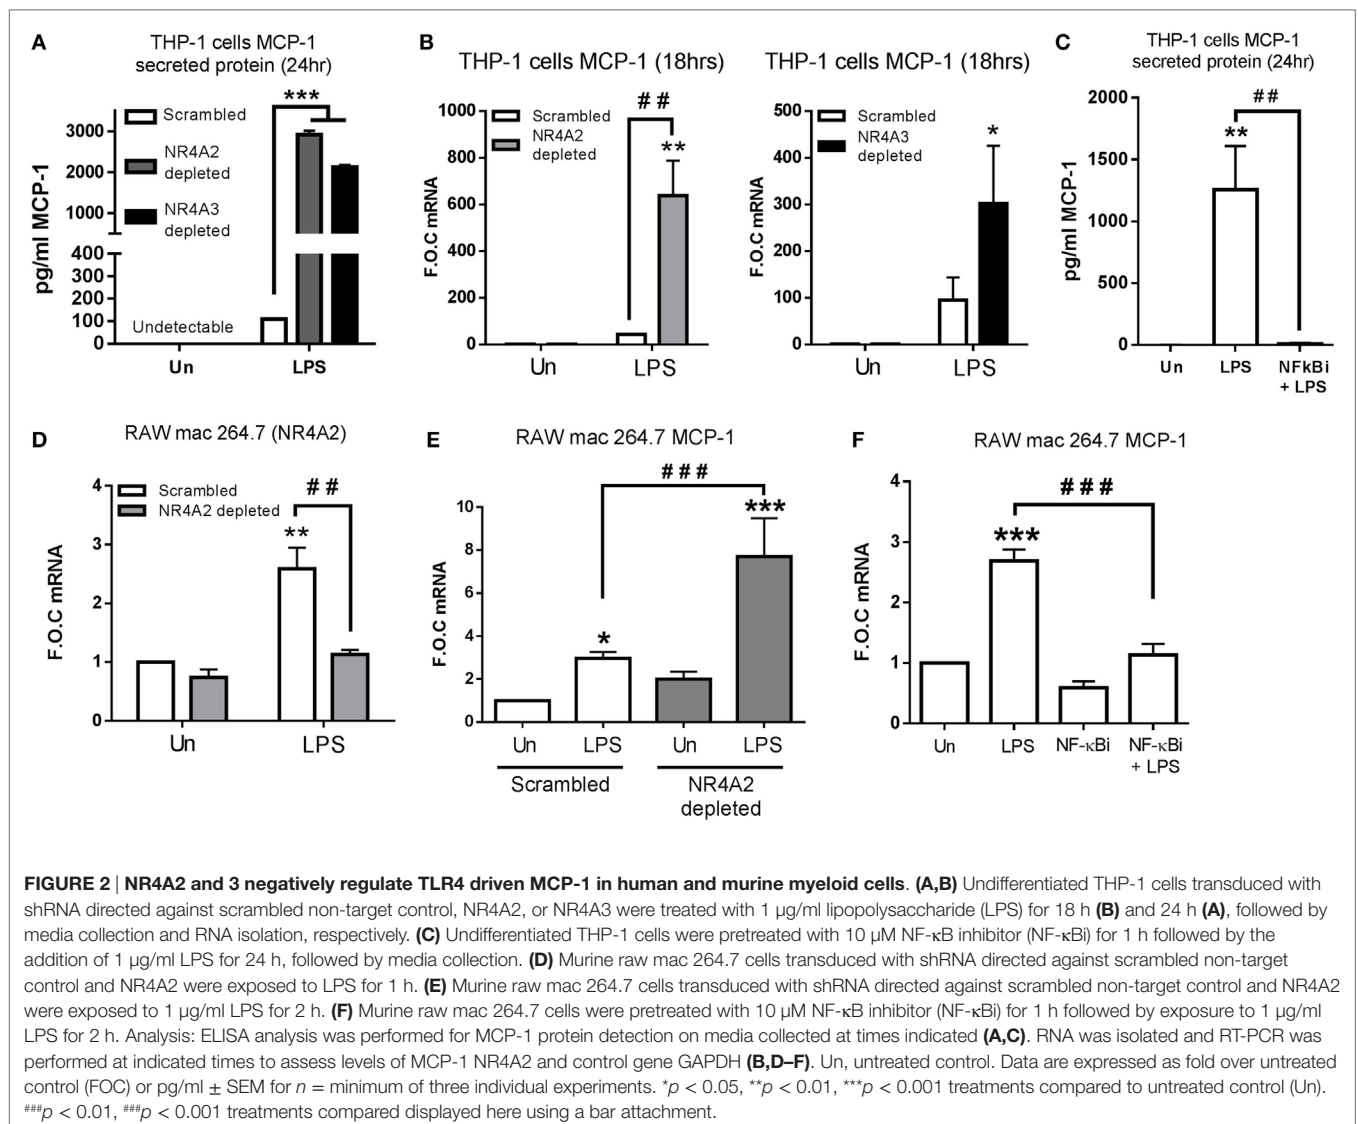 A
THP-1 cells MCP-1
secreted protein (24hr)
***
Scrambled
NR4A2
depleted
NR4A3
depleted
pg/ml MCP-1
3000
2000
1000
400
300
200
100
0
Undetectable
Un
LPS
B
THP-1 cells MCP-1 (18hrs)
1000
800
600
400
200
0
F.O.C mRNA
Scrambled
NR4A2
depleted
##
**
Un
LPS
THP-1 cells MCP-1 (18hrs)
500
400
300
200
100
0
F.O.C mRNA
Scrambled
NR4A3
depleted
*
Un
LPS
C
THP-1 cells MCP-1
secreted protein (24hr)
2000
1500
1000
500
0
pg/ml MCP-1
##
**
Un
LPS
NFkBi
+ LPS
D
RAW mac 264.7 (NR4A2)
4
3
2
1
0
F.O.C mRNA
Scrambled
NR4A2 depleted
##
**
Un
LPS
E
RAW mac 264.7 MCP-1
10
8
6
4
2
0
F.O.C mRNA
###
***
*
Un
LPS
Un
LPS
Scrambled
NR4A2
depleted
F
RAW mac 264.7 MCP-1
4
3
2
1
0
F.O.C mRNA
###
***
Un
LPS
NF-κBi
NF-κBi
+ LPS
FIGURE 2 | NR4A2 and 3 negatively regulate TLR4 driven MCP-1 in human and murine myeloid cells. (A,B) Undifferentiated THP-1 cells transduced with
shRNA directed against scrambled non-target control, NR4A2, or NR4A3 were treated with 1 μg/ml lipopolysaccharide (LPS) for 18 h (B) and 24 h (A), followed by
media collection and RNA isolation, respectively. (C) Undifferentiated THP-1 cells were pretreated with 10 μM NF-κB inhibitor (NF-κBi) for 1 h followed by the
addition of 1 μg/ml LPS for 24 h, followed by media collection. (D) Murine raw mac 264.7 cells transduced with shRNA directed against scrambled non-target
control and NR4A2 were exposed to LPS for 1 h. (E) Murine raw mac 264.7 cells transduced with shRNA directed against scrambled non-target control and NR4A2
were exposed to 1 μg/ml LPS for 2 h. (F) Murine raw mac 264.7 cells were pretreated with 10 μM NF-κB inhibitor (NF-κBi) for 1 h followed by exposure to 1 μg/ml
LPS for 2 h. Analysis: ELISA analysis was performed for MCP-1 protein detection on media collected at times indicated (A,C). RNA was isolated and RT-PCR was
performed at indicated times to assess levels of MCP-1 NR4A2 and control gene GAPDH (B,D–F). Un, untreated control. Data are expressed as fold over untreated
control (FOC) or pg/ml ± SEM for n = minimum of three individual experiments. *p < 0.05, **p < 0.01, ***p < 0.001 treatments compared to untreated control (Un).
###p < 0.01, ###p < 0.001 treatments compared displayed here using a bar attachment.